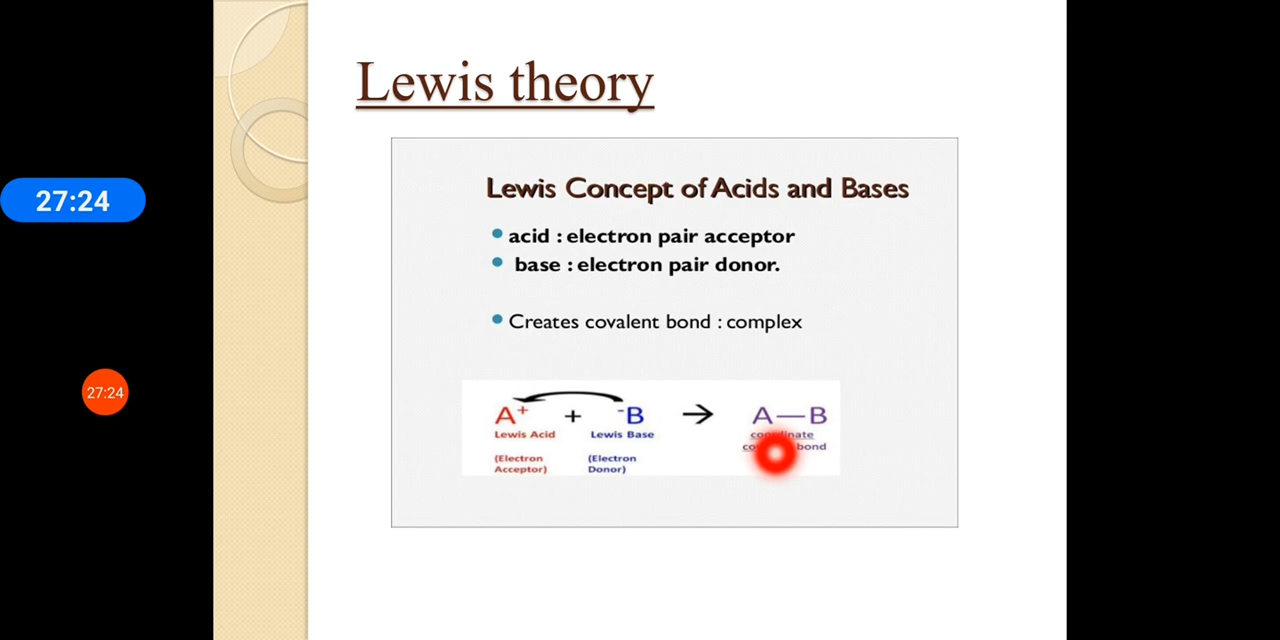 Lewis theory
27:24
Lewis Concept of Acids and Bases
acid : electron pair acceptor
base : electron pair donor.
Creates covalent bond : complex
A⁺ + ⁻B → A—B
Lewis Acid Lewis Base coordinate
bond
(Electron (Electron
Acceptor) Donor)
27:24